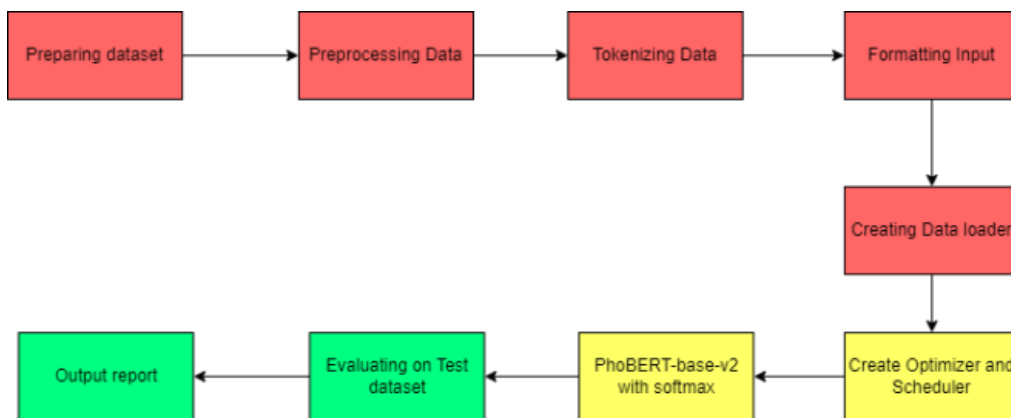 Preparing dataset
Preprocessing Data
Tokenizing Data
Formatting Input
Creating Data loader
Create Optimizer and
Scheduler
PhoBERT-base-v2
with softmax
Evaluating on Test
dataset
Output report